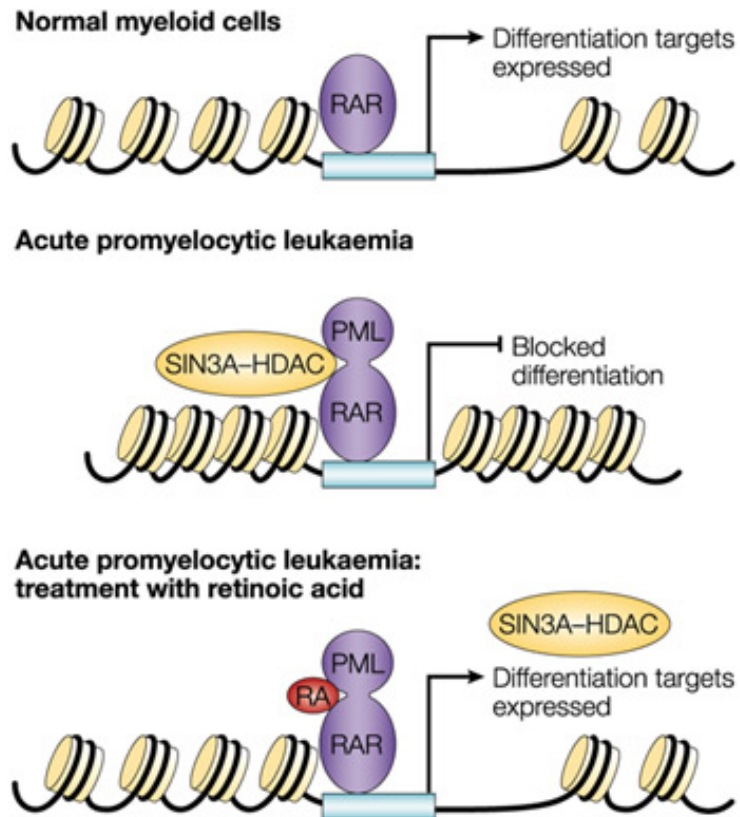 Normal myeloid cells
Differentiation targets
expressed
RAR
Acute promyelocytic leukaemia
PML
SIN3A–HDAC
Blocked
differentiation
RAR
Acute promyelocytic leukaemia:
treatment with retinoic acid
SIN3A–HDAC
PML
Differentiation targets
expressed
RA
RAR